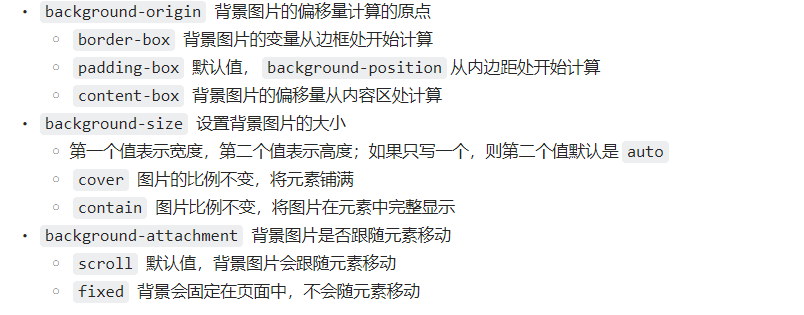 background-origin 背景图片的偏移量计算的原点
border-box 背景图片的变量从边框处开始计算
padding-box 默认值， background-position 从内边距处开始计算
content-box 背景图片的偏移量从内容区处计算
background-size 设置背景图片的大小
第一个值表示宽度，第二个值表示高度；如果只写一个，则第二个值默认是 auto
cover 图片的比例不变，将元素铺满
contain 图片比例不变，将图片在元素中完整显示
background-attachment 背景图片是否跟随元素移动
scroll 默认值，背景图片会跟随元素移动
fixed 背景会固定在页面中，不会随元素移动